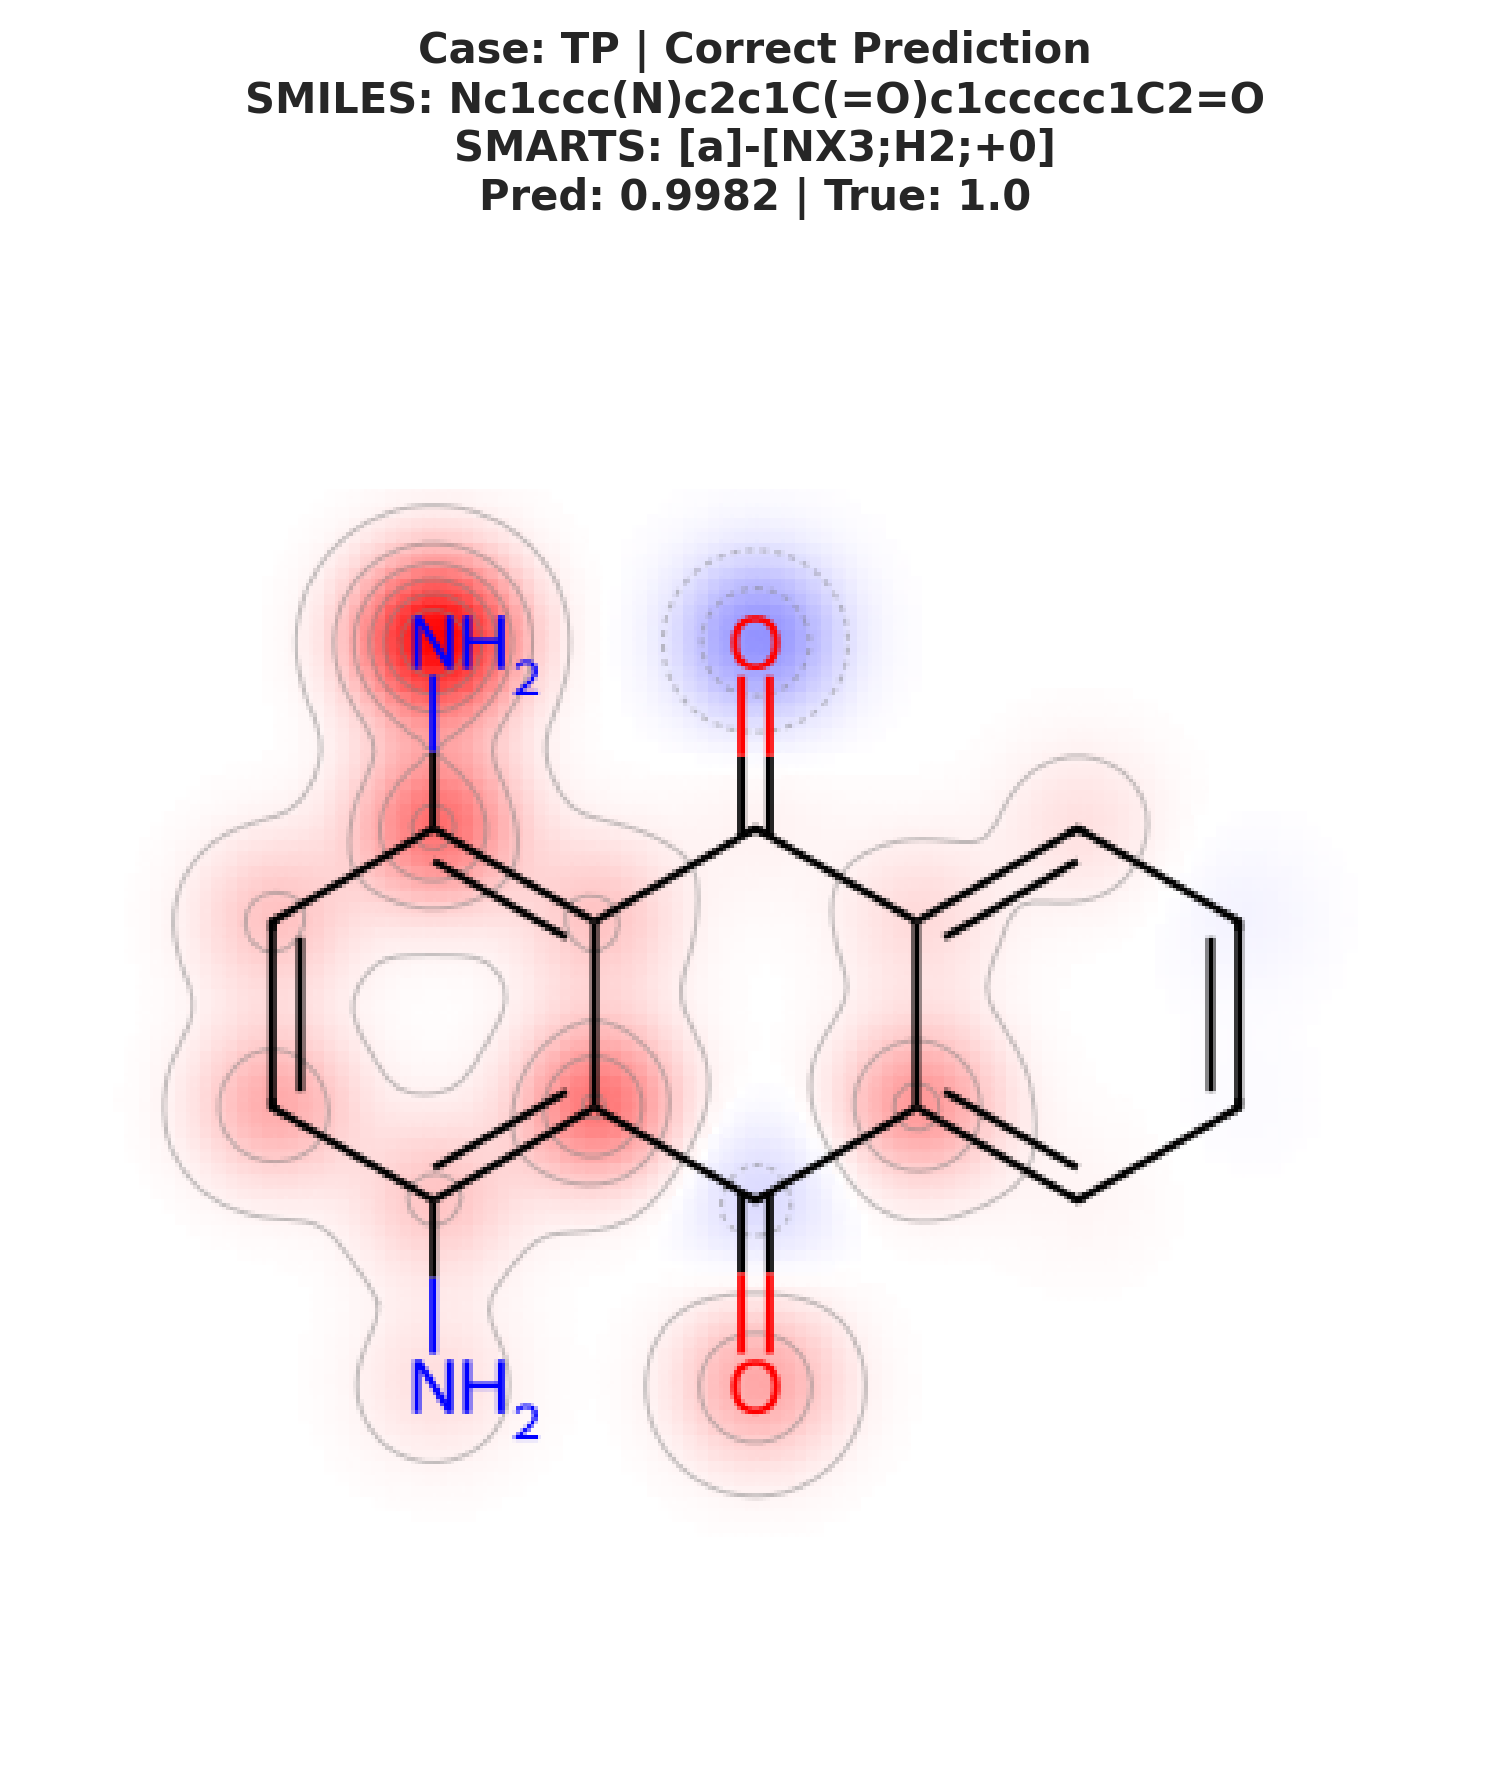 Case: TP | Correct Prediction
SMILES: Nc1ccc(N)c2c1C(=O)c1ccccc1C2=O
SMARTS: [a]-[NX3;H2;+0]
Pred: 0.9982 | True: 1.0
NH2 O
NH2 O